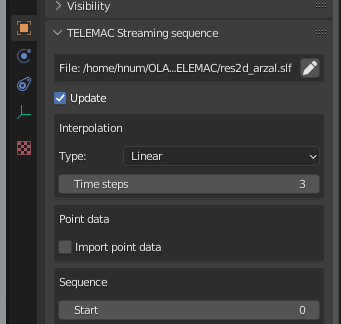 Visibility
TELEMAC Streaming sequence
File: /home/hnum/OLA...ELEMAC/res2d_arzal.slf
Update
Interpolation
Type: Linear
Time steps 3
Point data
Import point data
Sequence
Start 0